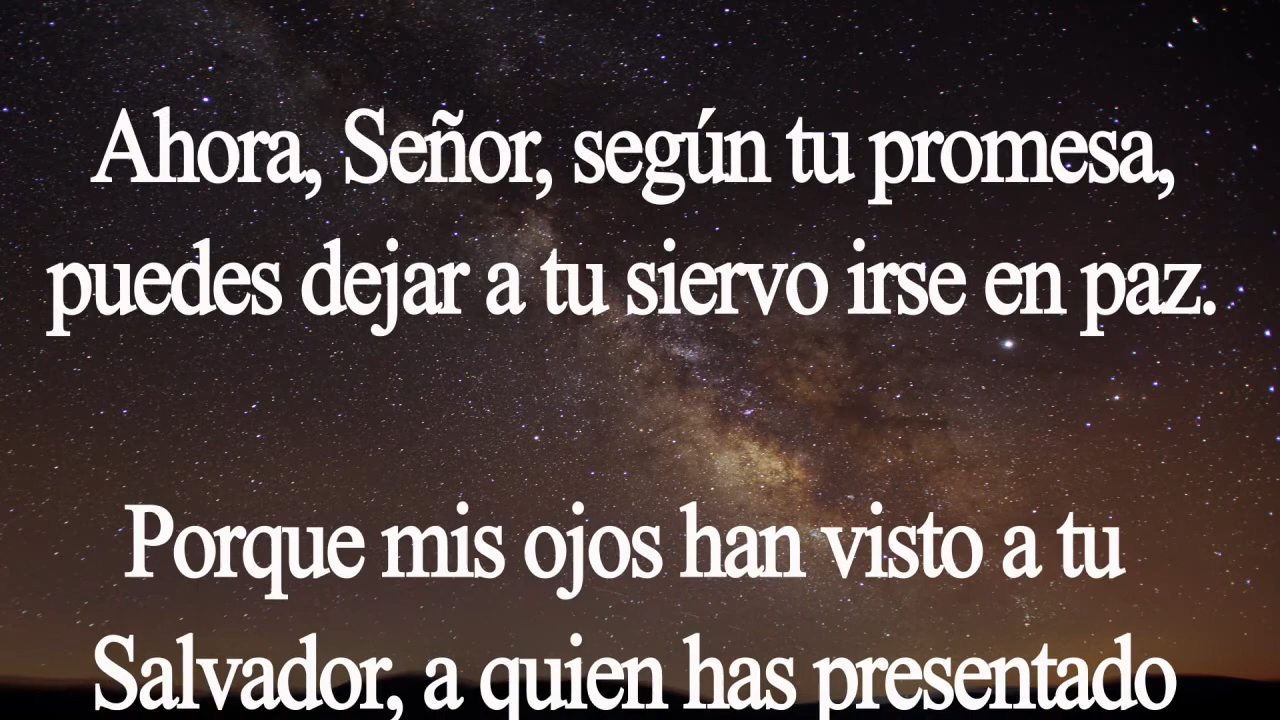 Ahora, Señor, según tu promesa,
puedes dejar a tu siervo irse en paz.
Porque mis ojos han visto a tu
Salvador, a quien has presentado